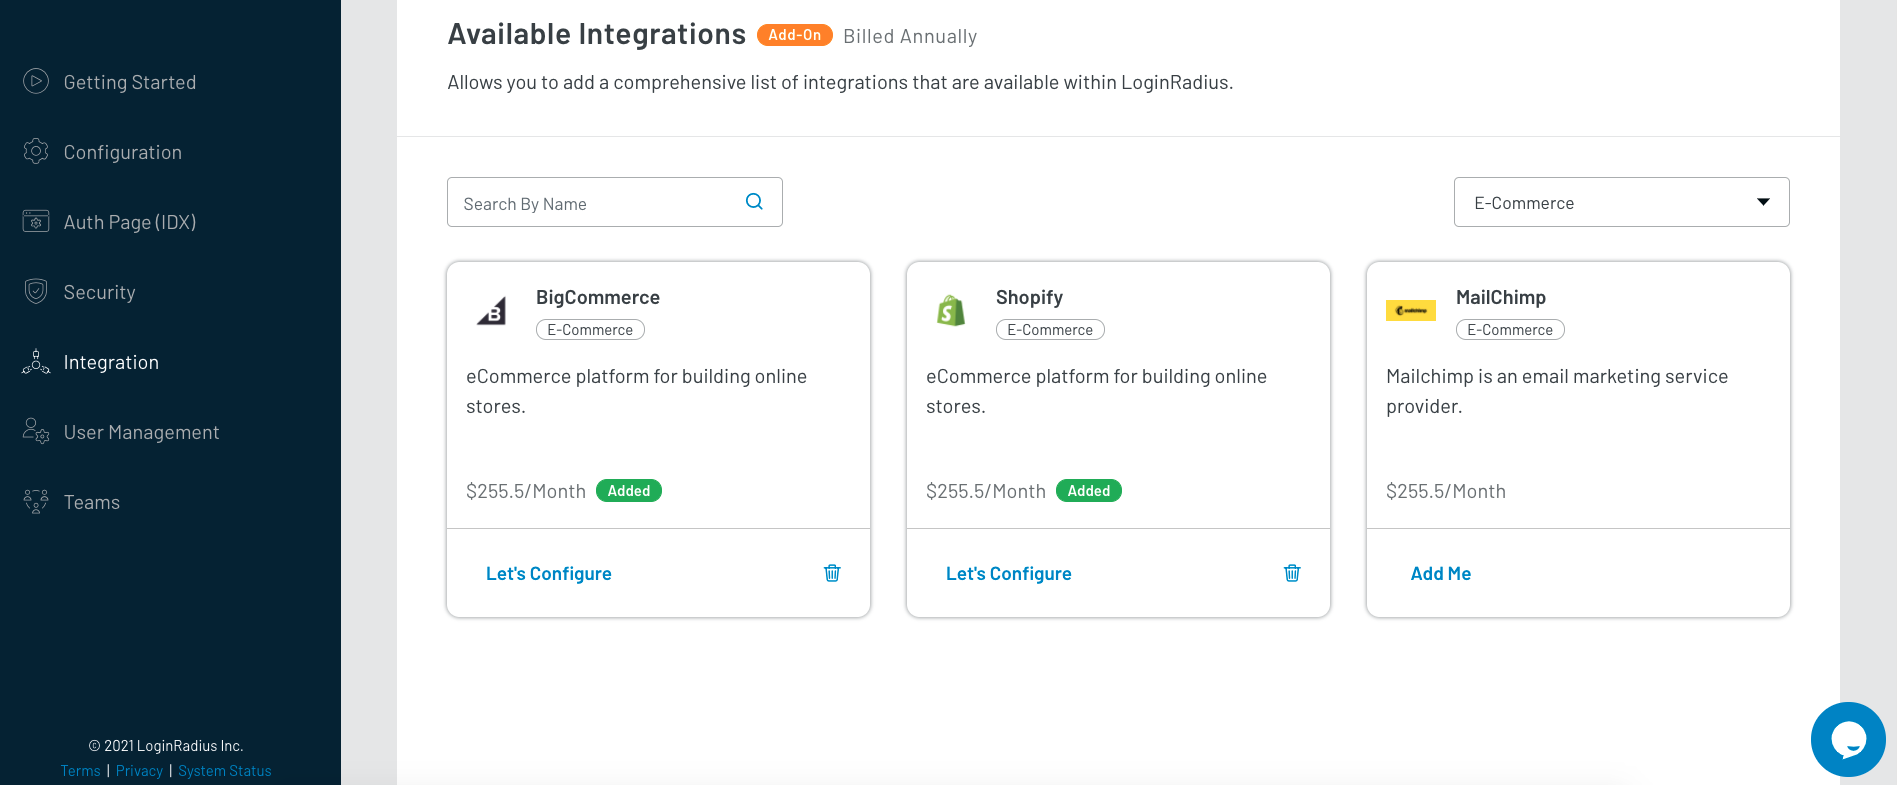 Getting Started
Configuration
Auth Page (IDX)
Security
Integration
User Management
Teams
© 2021 LoginRadius Inc.
Terms | Privacy | System Status
Available Integrations Add-On Billed Annually
Allows you to add a comprehensive list of integrations that are available within LoginRadius.
Search By Name
E-Commerce
B
BigCommerce
E-Commerce
eCommerce platform for building online
stores.
$255.5/Month Added
Let's Configure
S
Shopify
E-Commerce
eCommerce platform for building online
stores.
$255.5/Month Added
Let's Configure
mailchimp
MailChimp
E-Commerce
Mailchimp is an email marketing service
provider.
$255.5/Month
Add Me